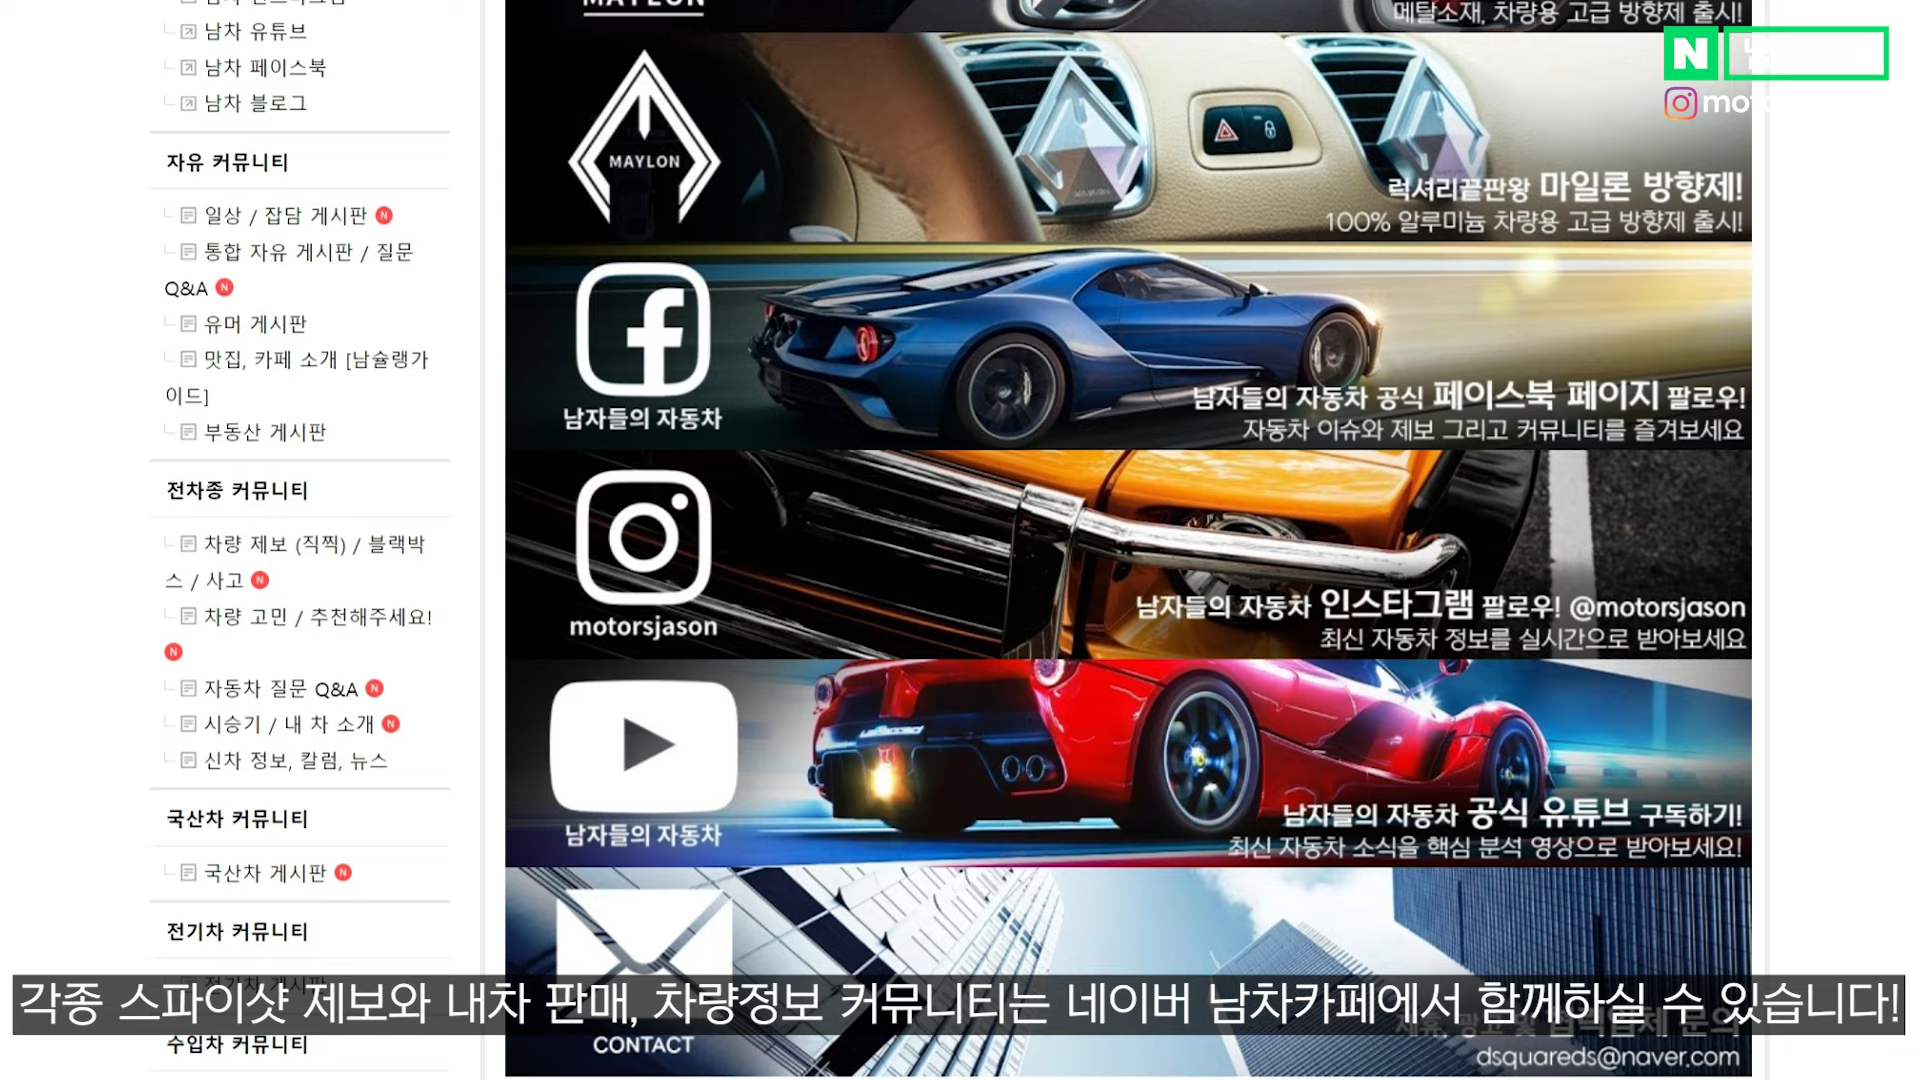 남차 유튜브
남차 페이스북
남차 블로그
자유 커뮤니티
일상 / 잡담 게시판 N
통합 자유 게시판 / 질문
Q&A N
유머 게시판
맛집, 카페 소개 [남슐랭가
이드]
부동산 게시판
전차종 커뮤니티
차량 제보 (직찍) / 블랙박
스 / 사고 N
차량 고민 / 추천해주세요!
N
자동차 질문 Q&A N
시승기 / 내 차 소개 N
신차 정보, 칼럼, 뉴스
국산차 커뮤니티
국산차 게시판 N
전기차 커뮤니티
전기차 게시판
수입차 커뮤니티
MAYLON
메탈소재, 차량용 고급 방향제 출시!
N
MAYLON
럭셔리끝판왕 마일론 방향제!
100% 알루미늄 차량용 고급 방향제 출시!
남자들의 자동차
남자들의 자동차 공식 페이스북 페이지 팔로우!
자동차 이슈와 제보 그리고 커뮤니티를 즐겨보세요
motorsjason
남자들의 자동차 인스타그램 팔로우! @motorsjason
최신 자동차 정보를 실시간으로 받아보세요
남자들의 자동차
남자들의 자동차 공식 유튜브 구독하기!
최신 자동차 소식을 핵심 분석 영상으로 받아보세요!
각종 스파이샷 제보와 내차 판매, 차량정보 커뮤니티는 네이버 남차카페에서 함께하실 수 있습니다!
CONTACT
dsquareds@naver.com